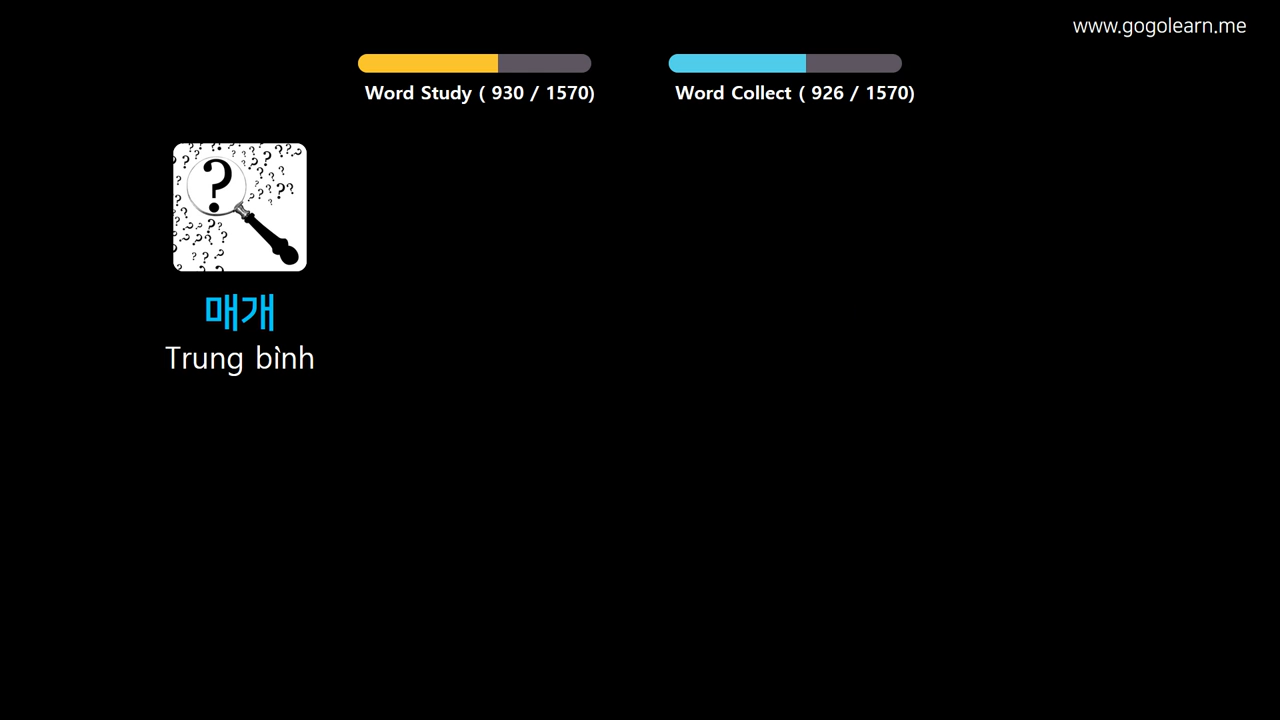 www.gogolearn.me
Word Study ( 930 / 1570)
Word Collect ( 926 / 1570)
매개
Trung bình